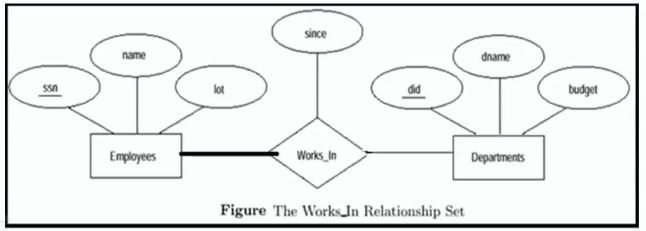 since
name
dname
ssn
lot
did
budget
Employees
Works_In
Departments
Figure The Works_In Relationship Set